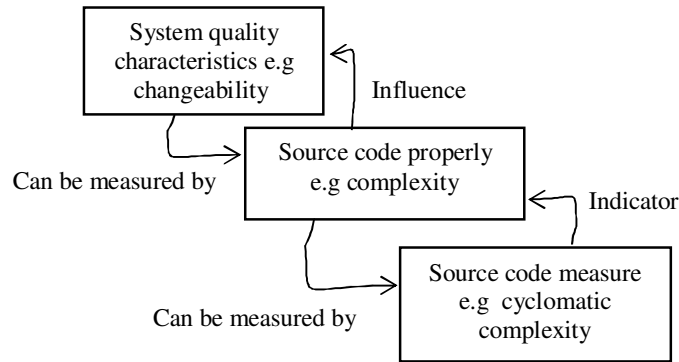 System quality
characteristics e.g
changeability
Influence
Can be measured by
Source code properly
e.g complexity
Indicator
Can be measured by
Source code measure
e.g cyclomatic
complexity